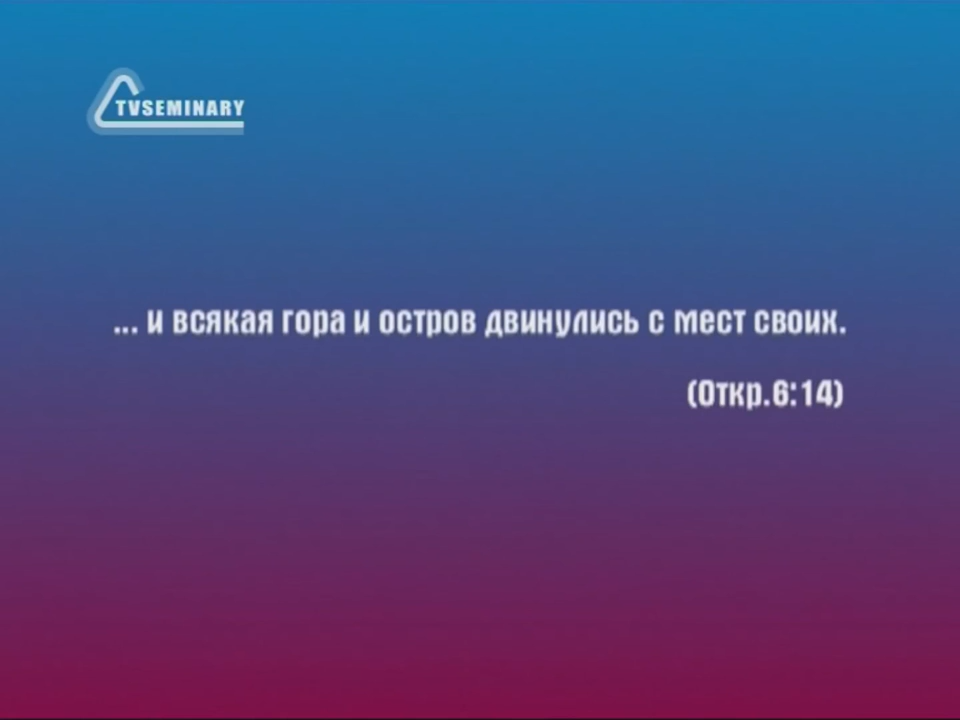 TVSEMINARY
... и всякая гора и остров двинулись с мест своих.
(Откр.6:14)